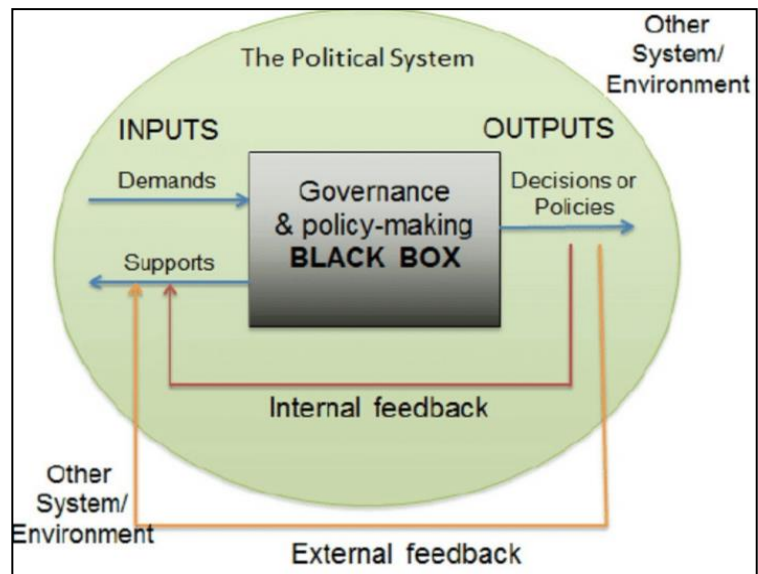 Other
System/
Environment
The Political System
INPUTS
OUTPUTS
Demands
Supports
Governance
& policy-making
BLACK BOX
Decisions or
Policies
Internal feedback
Other
System/
Environment
External feedback